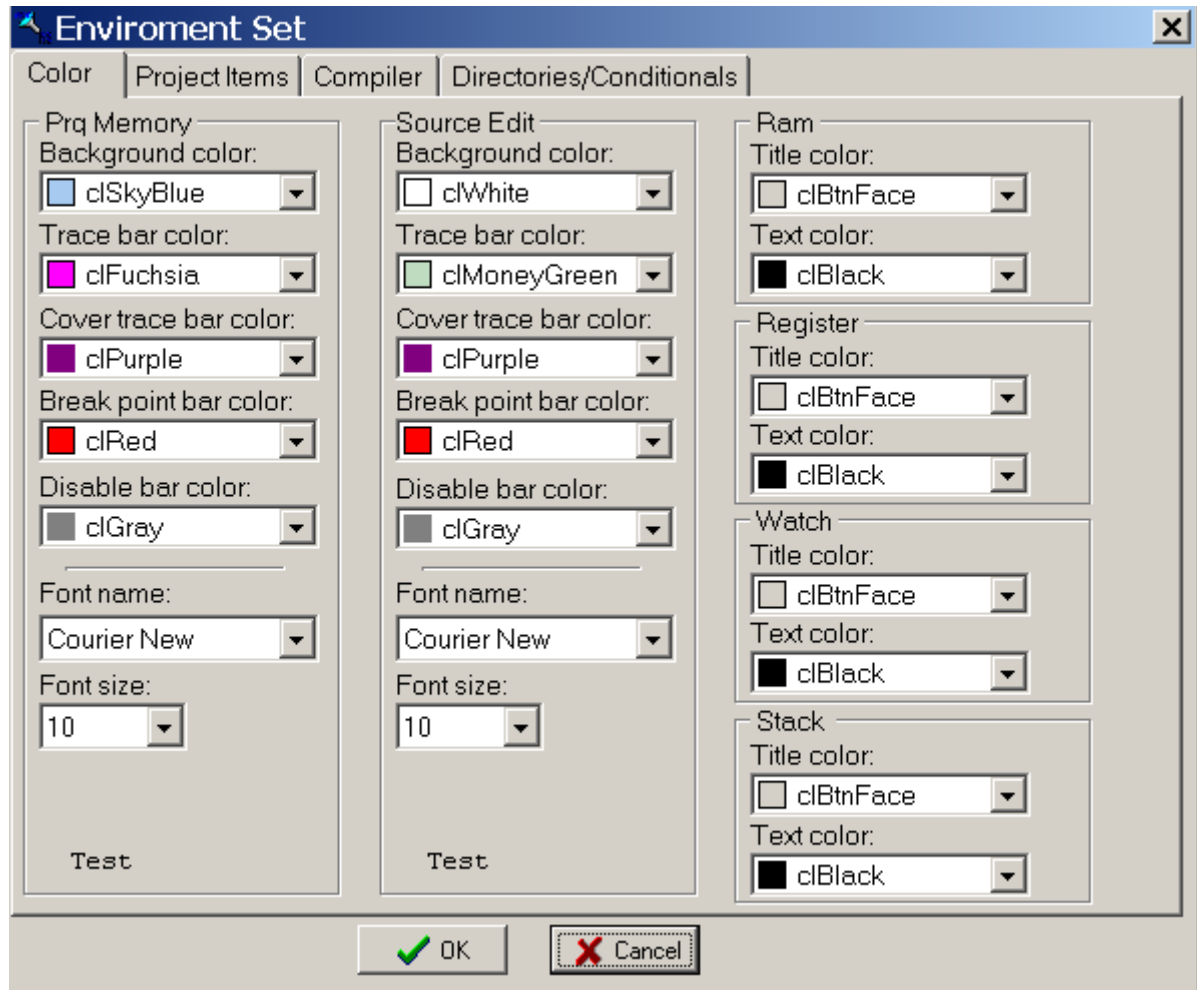 Enviroment Set
Color
Project Items
Compiler
Directories/Conditionals
Prq Memory
Background color:
clSkyBlue
Trace bar color:
clFuchsia
Cover trace bar color:
clPurple
Break point bar color:
clRed
Disable bar color:
clGray
Font name:
Courier New
Font size:
10
Test
Source Edit
Background color:
clWhite
Trace bar color:
clMoneyGreen
Cover trace bar color:
clPurple
Break point bar color:
clRed
Disable bar color:
clGray
Font name:
Courier New
Font size:
10
Test
Ram
Title color:
clBtnFace
Text color:
clBlack
Register
Title color:
clBtnFace
Text color:
clBlack
Watch
Title color:
clBtnFace
Text color:
clBlack
Stack
Title color:
clBtnFace
Text color:
clBlack
OK
Cancel